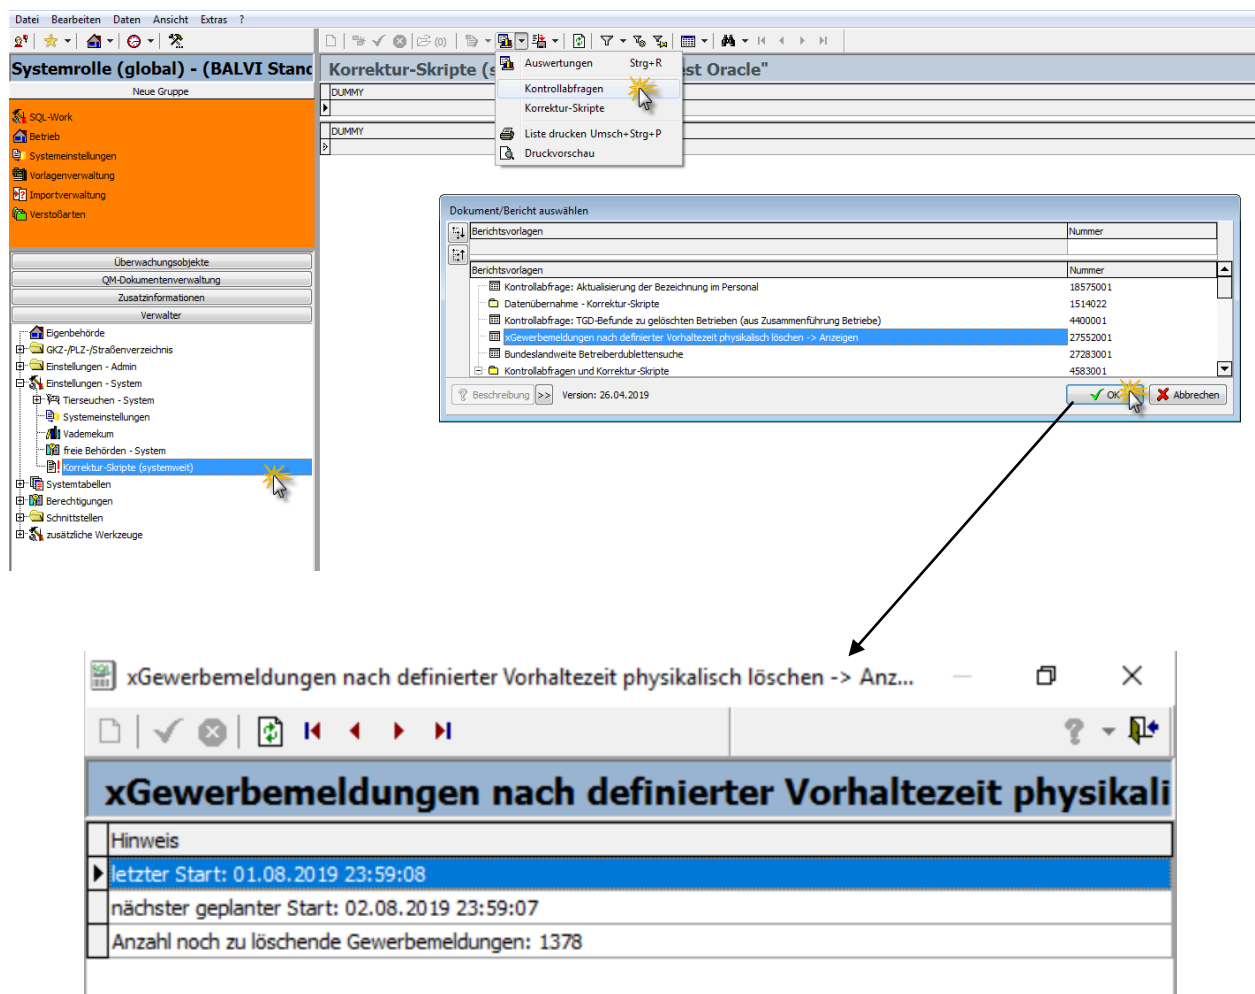 Datei Bearbeiten Daten Ansicht Extras ?
(0)
Systemrolle (global) - (BALVI Stand
Korrektur-Skripte (s
est Oracle"
Neue Gruppe
SQL-Work
Betrieb
Systemeinstellungen
Vorlagenverwaltung
Importverwaltung
Verstoßarten
DUMMY
DUMMY
Auswertungen Strg+R
Kontrollabfragen
Korrektur-Skripte
Liste drucken Umsch+Strg+P
Druckvorschau
Überwachungsobjekte
QM-Dokumentenverwaltung
Zusatzinformationen
Verwalter
Eigenbehörde
GKZ-/PLZ-/Straßenverzeichnis
Einstellungen - Admin
Einstellungen - System
Tierseuchen - System
Systemeinstellungen
Vademekum
freie Behörden - System
Korrektur-Skripte (systemweit)
Systemtabellen
Berechtigungen
Schnittstellen
zusätzliche Werkzeuge
Dokument/Bericht auswählen
Berichtsvorlagen Nummer
Berichtsvorlagen Nummer
Kontrollabfrage: Aktualisierung der Bezeichnung im Personal 18575001
Datenübernahme - Korrektur-Skripte 1514022
Kontrollabfrage: TGD-Befunde zu gelöschten Betrieben (aus Zusammenführung Betriebe) 4400001
xGewerbemeldungen nach definierter Vorhaltezeit physikalisch löschen -> Anzeigen 27552001
Bundeslandweite Betreiberdublettensuche 27283001
Kontrollabfragen und Korrektur-Skripte 4583001
Beschreibung >> Version: 26.04.2019 OK Abbrechen
xGewerbemeldungen nach definierter Vorhaltezeit physikalisch löschen -> Anz...
xGewerbemeldungen nach definierter Vorhaltezeit physikali
Hinweis
letzter Start: 01.08.2019 23:59:08
nächster geplanter Start: 02.08.2019 23:59:07
Anzahl noch zu löschende Gewerbemeldungen: 1378